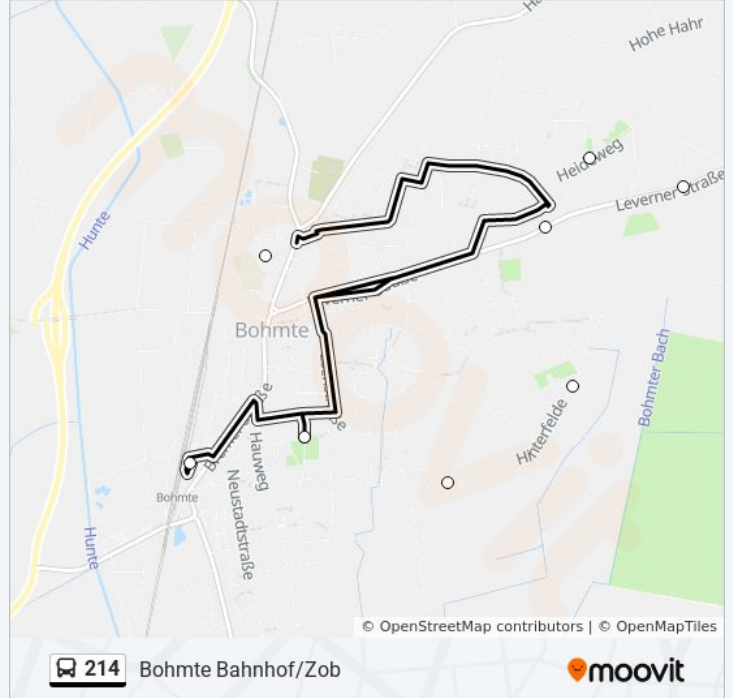 Ha
Hohe Hahr
Heideweg
Leverner Straße
Hunte
Bohmte
Bohmter Bach
Hinterfelde
Hauweg
Neustadtstraße
Bohmte
Hunte
© OpenStreetMap contributors | © OpenMapTiles
214 Bohmte Bahnhof/Zob
moovit